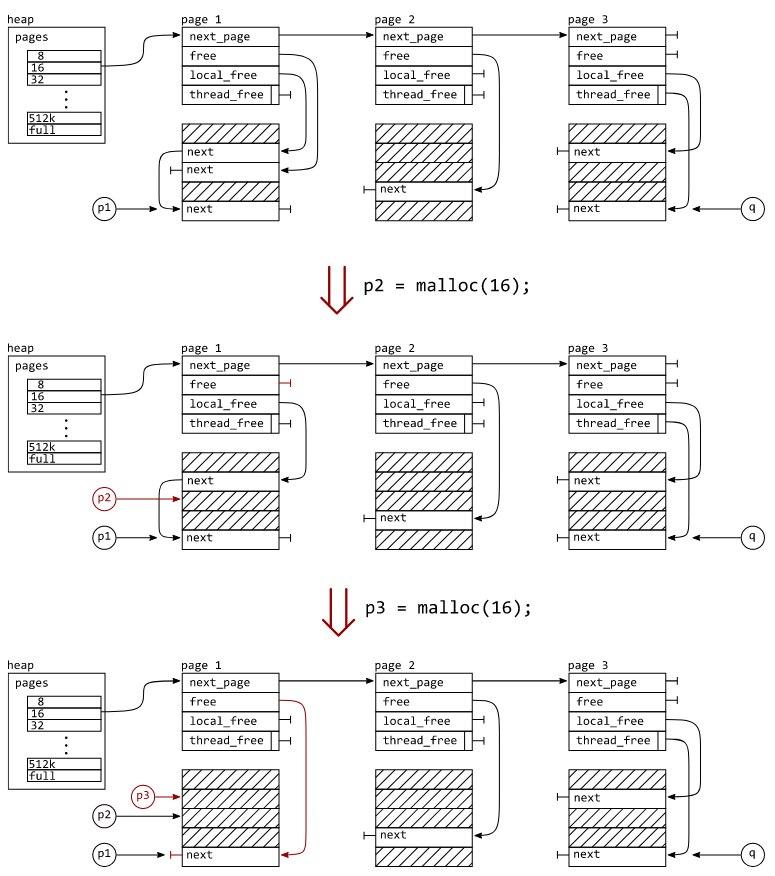 heap
page 1
page 2
page 3
pages
next_page
next_page
next_page
free
free
free
8
16
32
local_free
local_free
local_free
thread_free
thread_free
thread_free
512k
full
next
next
next
next
p1
next
next
q
p2 = malloc(16);
heap
page 1
page 2
page 3
pages
next_page
next_page
next_page
free
free
free
8
16
32
local_free
local_free
local_free
thread_free
thread_free
thread_free
512k
full
next
next
p2
next
p1
next
next
q
p3 = malloc(16);
heap
page 1
page 2
page 3
pages
next_page
next_page
next_page
free
free
free
8
16
32
local_free
local_free
local_free
thread_free
thread_free
thread_free
512k
full
p3
next
p2
next
p1
next
next
q